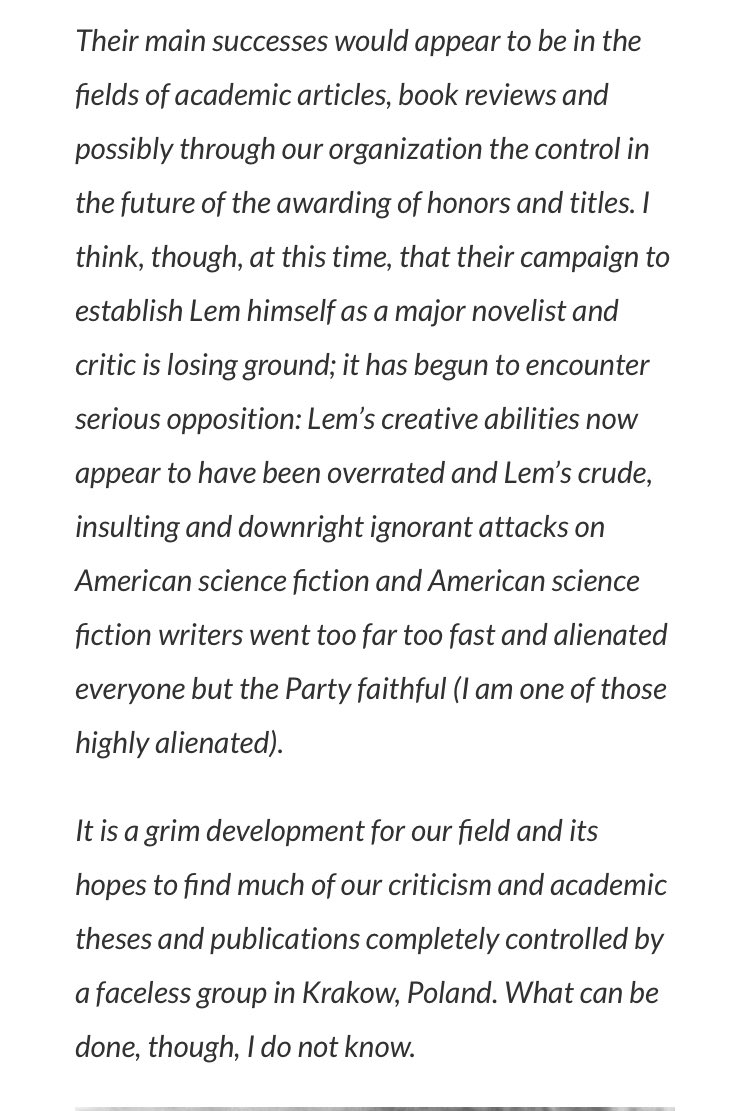 Their main successes would appear to be in the
fields of academic articles, book reviews and
possibly through our organization the control in
the future of the awarding of honors and titles. I
think, though, at this time, that their campaign to
establish Lem himself as a major novelist and
critic is losing ground; it has begun to encounter
serious opposition: Lem’s creative abilities now
appear to have been overrated and Lem’s crude,
insulting and downright ignorant attacks on
American science fiction and American science
fiction writers went too far too fast and alienated
everyone but the Party faithful (I am one of those
highly alienated).
It is a grim development for our field and its
hopes to find much of our criticism and academic
theses and publications completely controlled by
a faceless group in Krakow, Poland. What can be
done, though, I do not know.